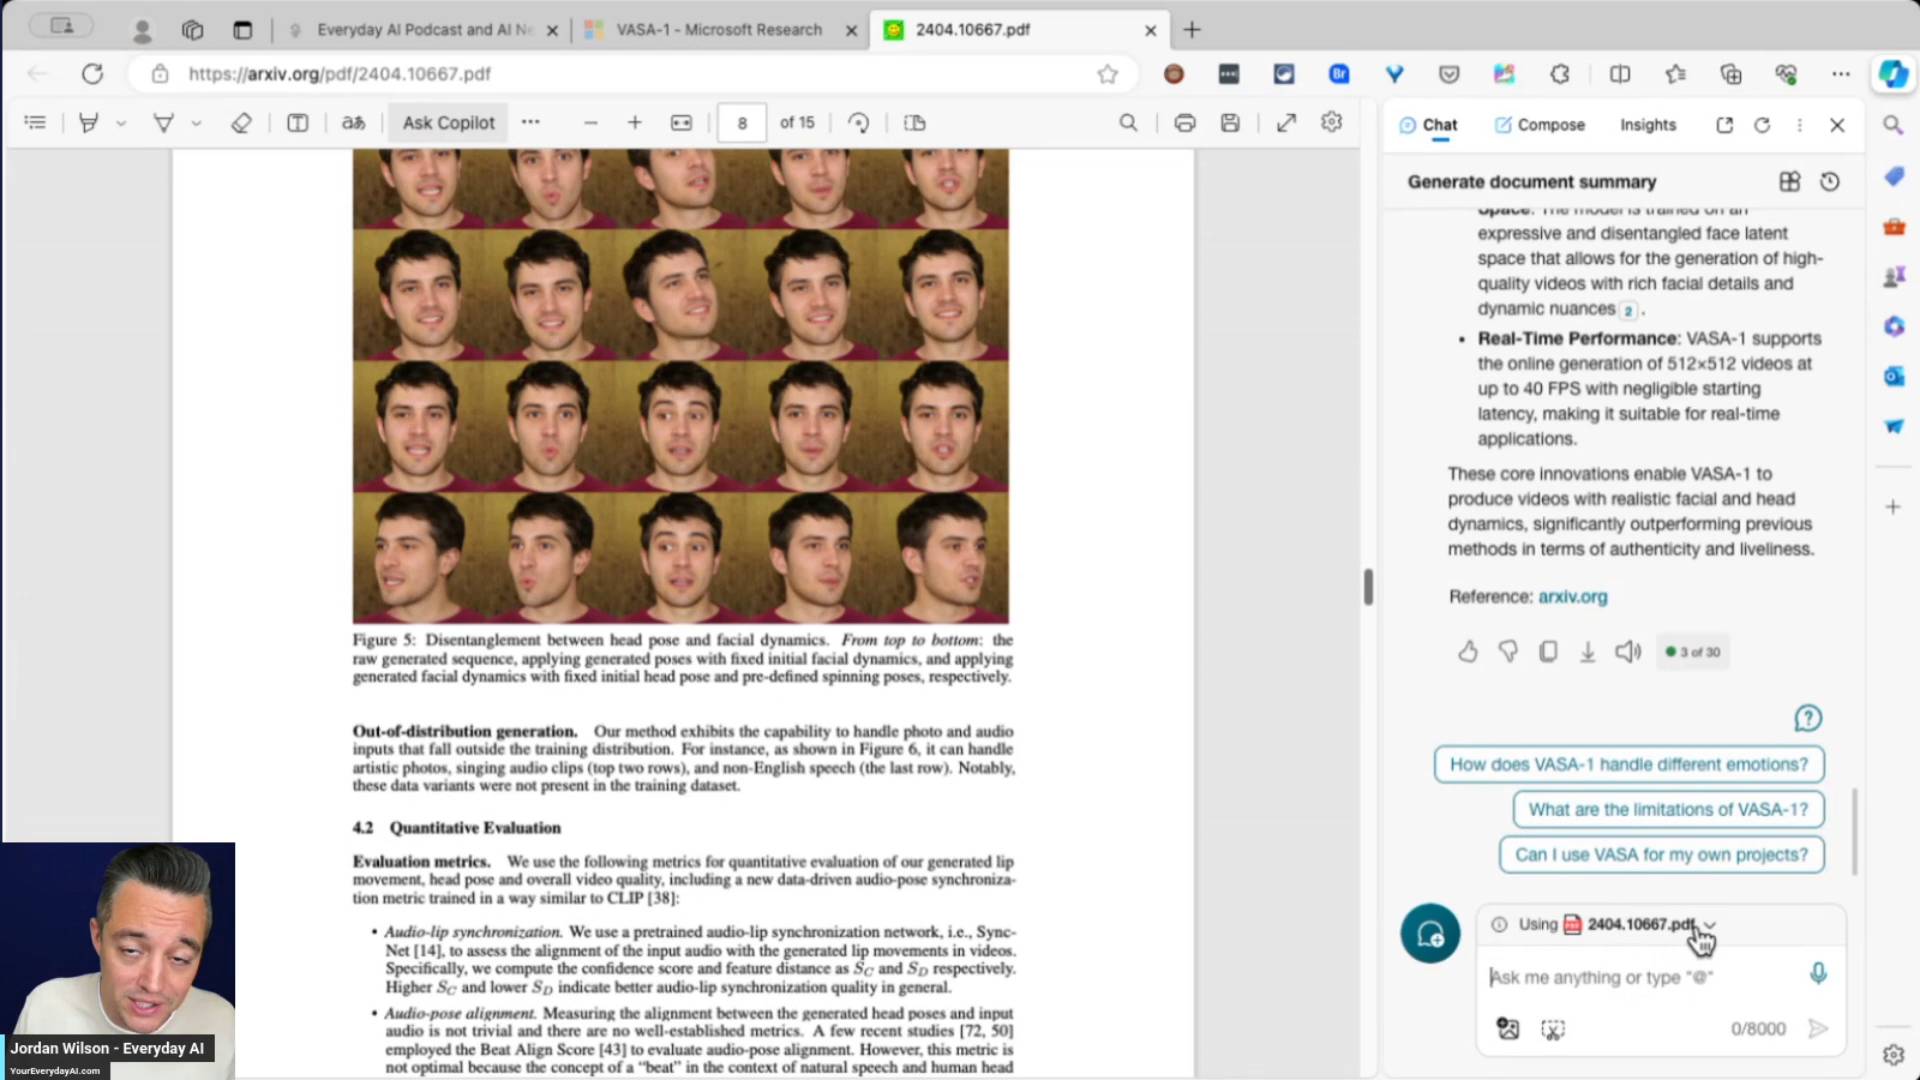 Everyday AI Podcast and AI Ne
VASA-1 - Microsoft Research
2404.10667.pdf
https://arxiv.org/pdf/2404.10667.pdf
Br
aあ
Ask Copilot
8
of 15
Figure 5: Disentanglement between head pose and facial dynamics. From top to bottom: the
raw generated sequence, applying generated poses with fixed initial facial dynamics, and applying
generated facial dynamics with fixed initial head pose and pre-defined spinning poses, respectively.
Out-of-distribution generation. Our method exhibits the capability to handle photo and audio
inputs that fall outside the training distribution. For instance, as shown in Figure 6, it can handle
artistic photos, singing audio clips (top two rows), and non-English speech (the last row). Notably,
these data variants were not present in the training dataset.
4.2 Quantitative Evaluation
Evaluation metrics. We use the following metrics for quantitative evaluation of our generated lip
movement, head pose and overall video quality, including a new data-driven audio-pose synchroniza-
tion metric trained in a way similar to CLIP [38]:
• Audio-lip synchronization. We use a pretrained audio-lip synchronization network, i.e., Sync-
Net [14], to assess the alignment of the input audio with the generated lip movements in videos.
Specifically, we compute the confidence score and feature distance as SC and SD respectively.
Higher SC and lower SD indicate better audio-lip synchronization quality in general.
• Audio-pose alignment. Measuring the alignment between the generated head poses and input
audio is not trivial and there are no well-established metrics. A few recent studies [72, 50]
employed the Beat Align Score [43] to evaluate audio-pose alignment. However, this metric is
not optimal because the concept of a "beat" in the context of natural speech and human head
Chat
Compose
Insights
Generate document summary
Space: The model is trained on an
expressive and disentangled face latent
space that allows for the generation of high-
quality videos with rich facial details and
dynamic nuances 2 .
• Real-Time Performance: VASA-1 supports
the online generation of 512×512 videos at
up to 40 FPS with negligible starting
latency, making it suitable for real-time
applications.
These core innovations enable VASA-1 to
produce videos with realistic facial and head
dynamics, significantly outperforming previous
methods in terms of authenticity and liveliness.
Reference: arxiv.org
3 of 30
How does VASA-1 handle different emotions?
What are the limitations of VASA-1?
Can I use VASA for my own projects?
Using 2404.10667.pdf
Ask me anything or type "@"
0/8000
Jordan Wilson - Everyday AI
YourEverydayAI.com